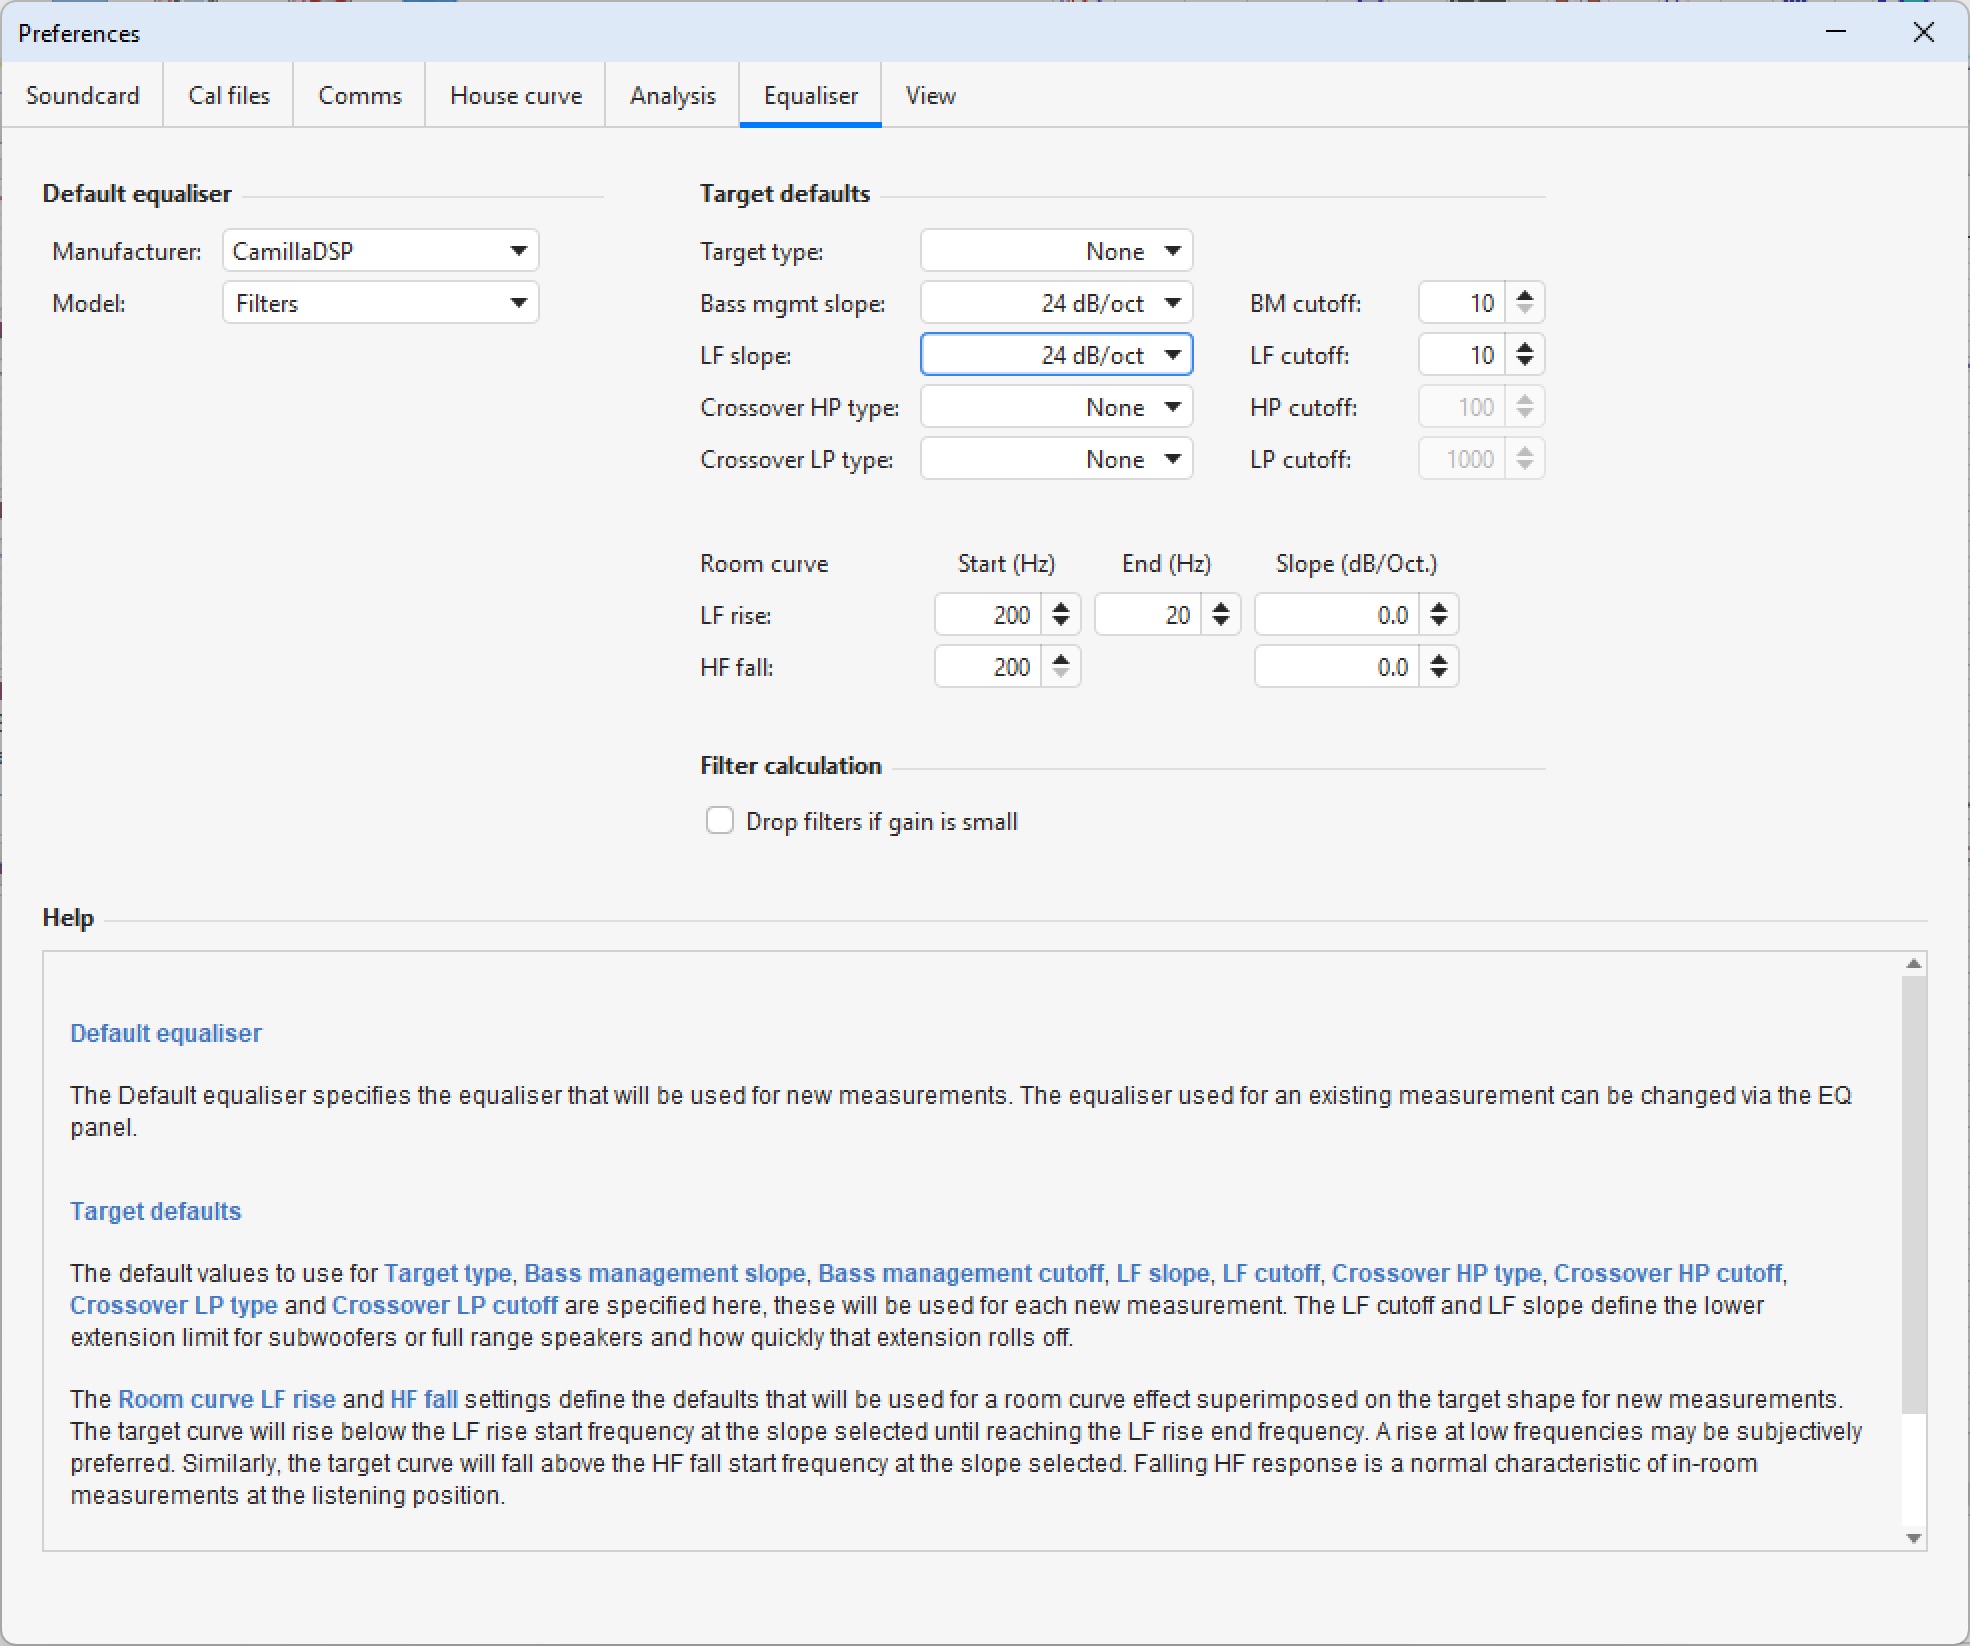 Preferences
Soundcard Cal files Comms House curve Analysis Equaliser View
Default equaliser
Manufacturer: CamillaDSP
Model: Filters
Target defaults
Target type: None
Bass mgmt slope: 24 dB/oct BM cutoff: 10
LF slope: 24 dB/oct LF cutoff: 10
Crossover HP type: None HP cutoff: 100
Crossover LP type: None LP cutoff: 1000
Room curve Start (Hz) End (Hz) Slope (dB/Oct.)
LF rise: 200 20 0.0
HF fall: 200 0.0
Filter calculation
Drop filters if gain is small
Help
Default equaliser
The Default equaliser specifies the equaliser that will be used for new measurements. The equaliser used for an existing measurement can be changed via the EQ
panel.
Target defaults
The default values to use for Target type, Bass management slope, Bass management cutoff, LF slope, LF cutoff, Crossover HP type, Crossover HP cutoff,
Crossover LP type and Crossover LP cutoff are specified here, these will be used for each new measurement. The LF cutoff and LF slope define the lower
extension limit for subwoofers or full range speakers and how quickly that extension rolls off.
The Room curve LF rise and HF fall settings define the defaults that will be used for a room curve effect superimposed on the target shape for new measurements.
The target curve will rise below the LF rise start frequency at the slope selected until reaching the LF rise end frequency. A rise at low frequencies may be subjectively
preferred. Similarly, the target curve will fall above the HF fall start frequency at the slope selected. Falling HF response is a normal characteristic of in-room
measurements at the listening position.